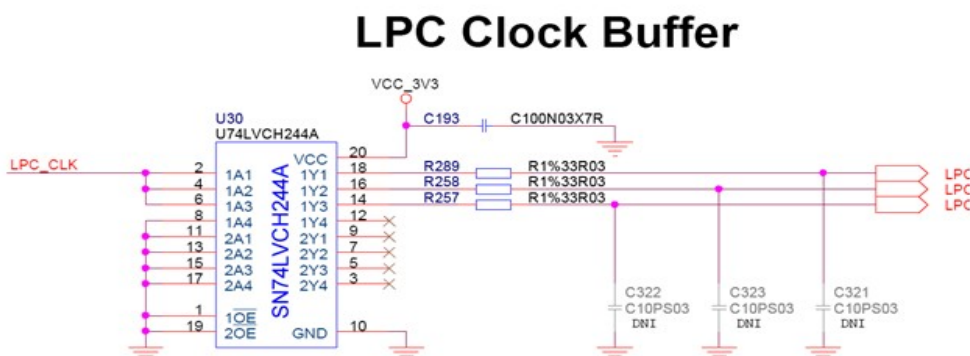 LPC Clock Buffer
VCC_3V3
U30
U74LVCH244A
C193 C100N03X7R
LPC_CLK
SN74LVCH244A
VCC 20
2 1A1 1Y1 18 R289 R1%33R03 LPC
4 1A2 1Y2 16 R258 R1%33R03 LPC
6 1A3 1Y3 14 R257 R1%33R03 LPC
8 1A4 1Y4 12
11 2A1 2Y1 9
13 2A2 2Y2 7
15 2A3 2Y3 5
17 2A4 2Y4 3
1 1OE
19 2OE GND 10
C322 C323 C321
C10PS03 C10PS03 C10PS03
DNI DNI DNI